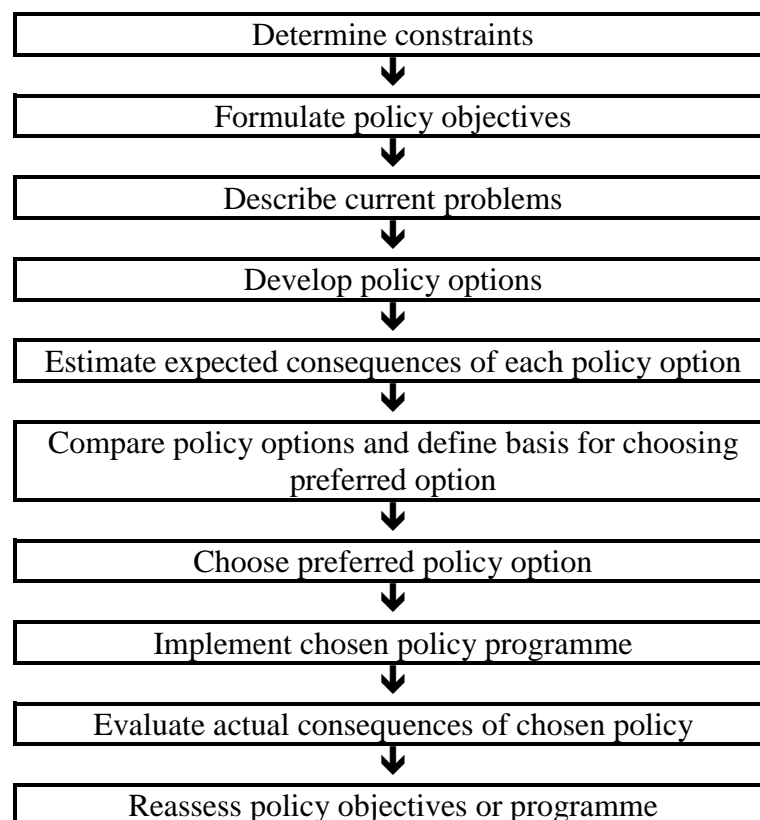 Determine constraints
Formulate policy objectives
Describe current problems
Develop policy options
Estimate expected consequences of each policy option
Compare policy options and define basis for choosing
preferred option
Choose preferred policy option
Implement chosen policy programme
Evaluate actual consequences of chosen policy
Reassess policy objectives or programme